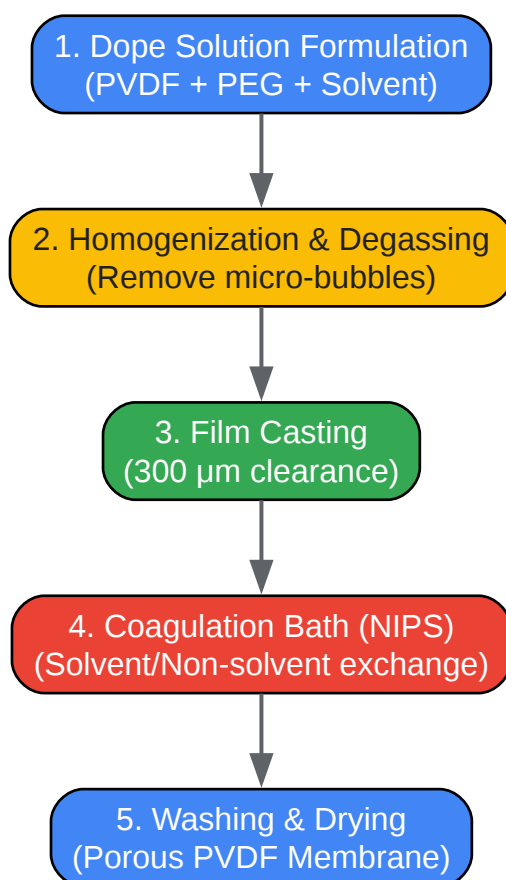 1. Dope Solution Formulation
(PVDF + PEG + Solvent)
2. Homogenization & Degassing
(Remove micro-bubbles)
3. Film Casting
(300 μm clearance)
4. Coagulation Bath (NIPS)
(Solvent/Non-solvent exchange)
5. Washing & Drying
(Porous PVDF Membrane)